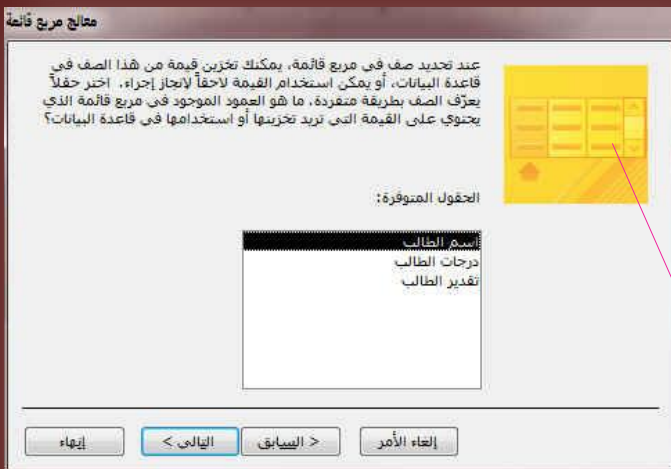 معالج مربع قائمة
عند تحديد صف في مربع قائمة، يمكنك تخزين قيمة من هذا الصف في
قاعدة البيانات، أو يمكن استخدام القيمة لاحقاً لإنجاز إجراء. اختر حقلاً
يعرّف الصف بطريقة متفردة، ما هو العمود الموجود في مربع قائمة الذي
يحتوي على القيمة التي تريد تخزينها أو استخدامها في قاعدة البيانات؟
الحقول المتوفرة:
اسم الطالب
درجات الطالب
تقدير الطالب
إلغاء الأمر
< السابق
التالي >
إنهاء